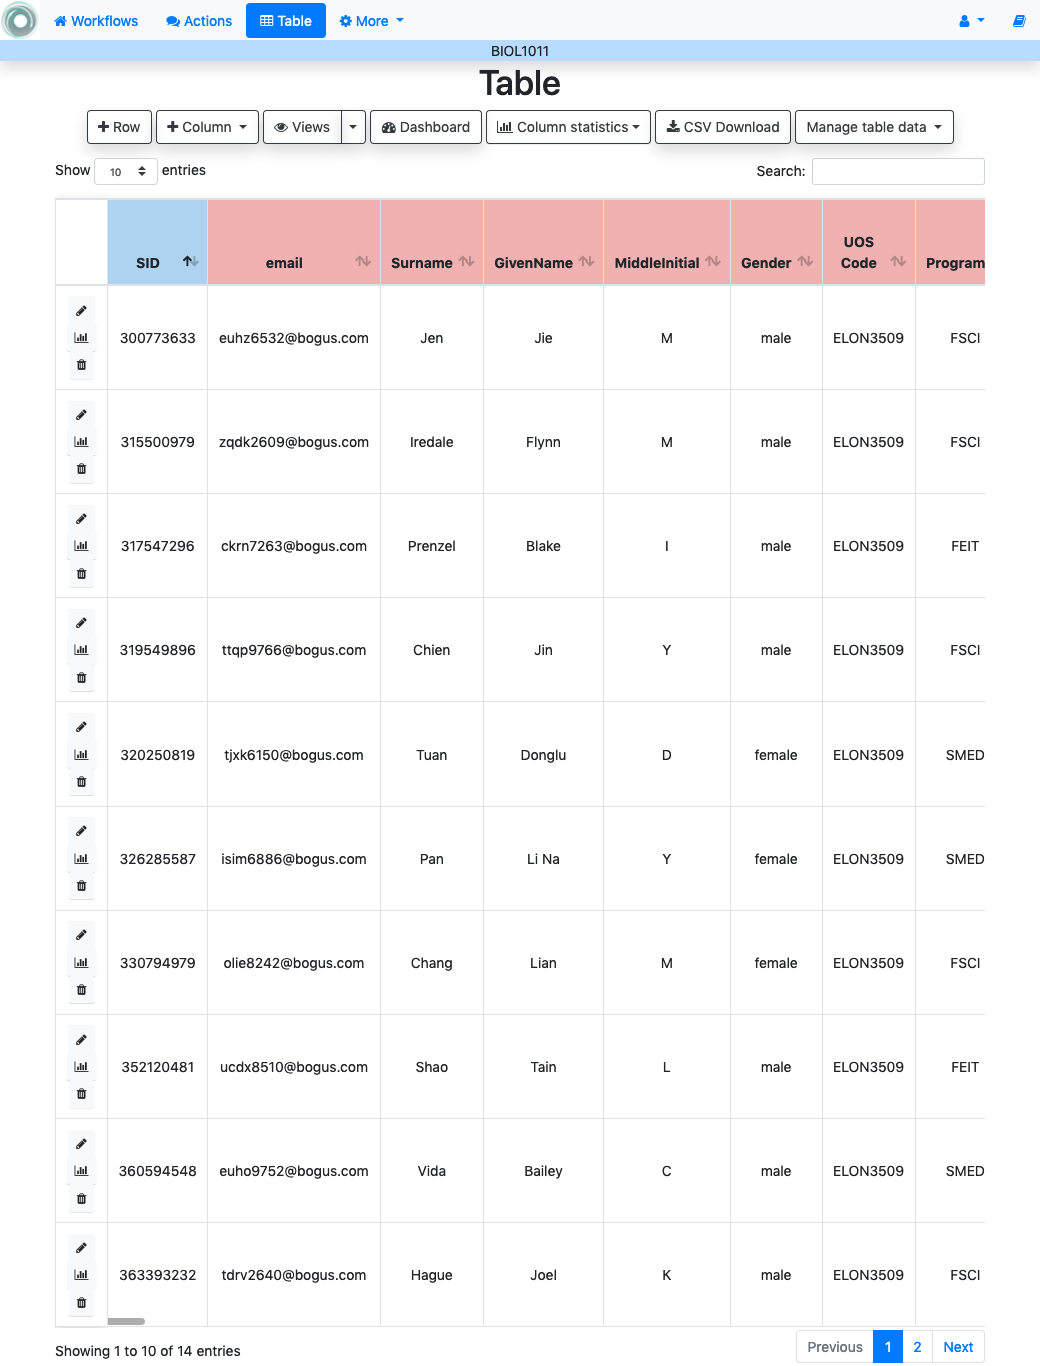 Workflows Actions Table More
BIOL1011
Table
Row Column Views Dashboard Column statistics CSV Download Manage table data
Show 10 entries Search:
SID email Surname GivenName MiddleInitial Gender UOS Code Program
300773633 euhz6532@bogus.com Jen Jie M male ELON3509 FSCI
315500979 zqdk2609@bogus.com Iredale Flynn M male ELON3509 FSCI
317547296 ckrn7263@bogus.com Prenzel Blake I male ELON3509 FEIT
319549896 ttqp9766@bogus.com Chien Jin Y male ELON3509 FSCI
320250819 tjxk6150@bogus.com Tuan Donglu D female ELON3509 SMED
326285587 isim6886@bogus.com Pan Li Na Y female ELON3509 SMED
330794979 olie8242@bogus.com Chang Lian M female ELON3509 FSCI
352120481 ucdx8510@bogus.com Shao Tain L male ELON3509 FEIT
360594548 euho9752@bogus.com Vida Bailey C male ELON3509 SMED
363393232 tdrv2640@bogus.com Hague Joel K male ELON3509 FSCI
Showing 1 to 10 of 14 entries Previous 1 2 Next